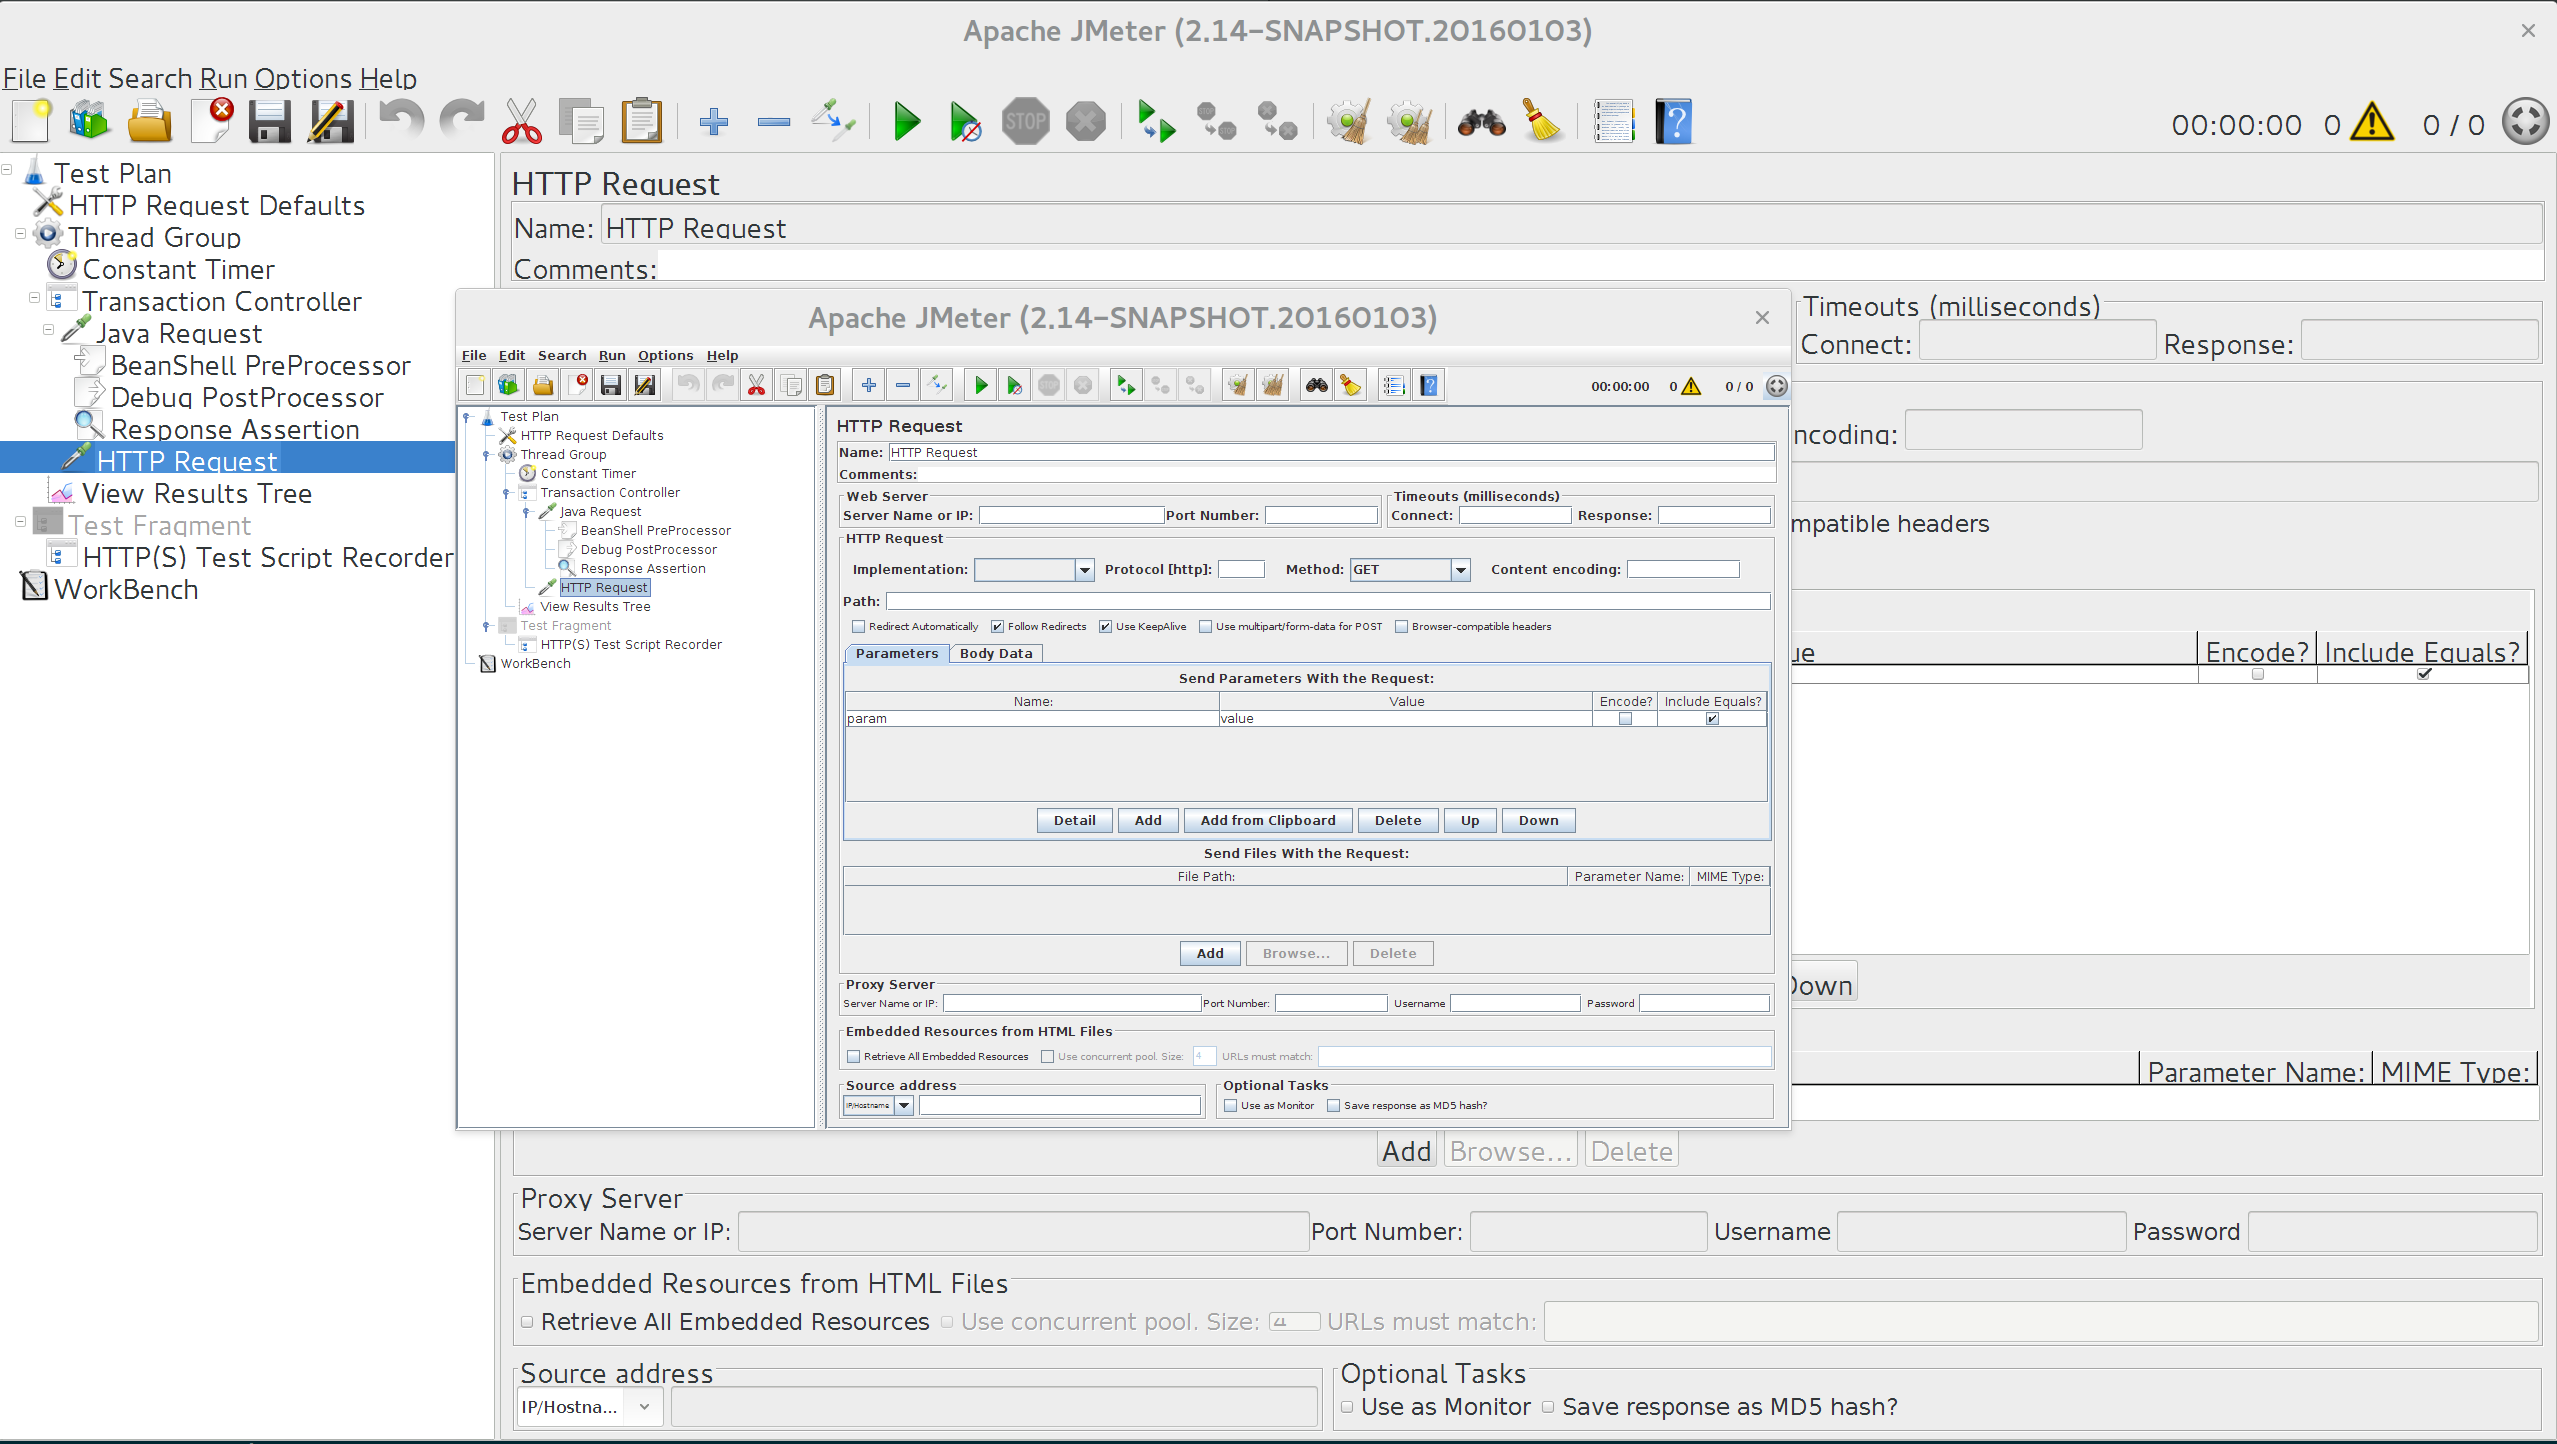 Apache JMeter (2.14-SNAPSHOT.20160103)
File Edit Search Run Options Help
STOP
STOP
00:00:00 0 0 / 0
Test Plan
HTTP Request Defaults
Thread Group
Constant Timer
Transaction Controller
Java Request
BeanShell PreProcessor
Debug PostProcessor
Response Assertion
HTTP Request
View Results Tree
Test Fragment
HTTP(S) Test Script Recorder
WorkBench
HTTP Request
Name: HTTP Request
Comments:
Timeouts (milliseconds)
Connect: Response:
ncoding:
mpatible headers
ue Encode? Include Equals?
Down
Parameter Name: MIME Type:
Add Browse... Delete
Proxy Server
Server Name or IP: Port Number: Username Password
Embedded Resources from HTML Files
Retrieve All Embedded Resources Use concurrent pool. Size: 4 URLs must match:
Source address
IP/Hostna...
Optional Tasks
Use as Monitor Save response as MD5 hash?
Apache JMeter (2.14-SNAPSHOT.20160103)
File Edit Search Run Options Help
00:00:00 0 0 / 0
Test Plan
HTTP Request Defaults
Thread Group
Constant Timer
Transaction Controller
Java Request
BeanShell PreProcessor
Debug PostProcessor
Response Assertion
HTTP Request
View Results Tree
Test Fragment
HTTP(S) Test Script Recorder
WorkBench
HTTP Request
Name: HTTP Request
Comments:
Web Server
Server Name or IP: Port Number:
Timeouts (milliseconds)
Connect: Response:
HTTP Request
Implementation: Protocol [http]: Method: GET Content encoding:
Path:
Redirect Automatically Follow Redirects Use KeepAlive Use multipart/form-data for POST Browser-compatible headers
Parameters Body Data
Send Parameters With the Request:
Name: Value Encode? Include Equals?
param value
Detail Add Add from Clipboard Delete Up Down
Send Files With the Request:
File Path: Parameter Name: MIME Type:
Add Browse... Delete
Proxy Server
Server Name or IP: Port Number: Username Password
Embedded Resources from HTML Files
Retrieve All Embedded Resources Use concurrent pool. Size: 4 URLs must match:
Source address
IP/Hostname
Optional Tasks
Use as Monitor Save response as MD5 hash?